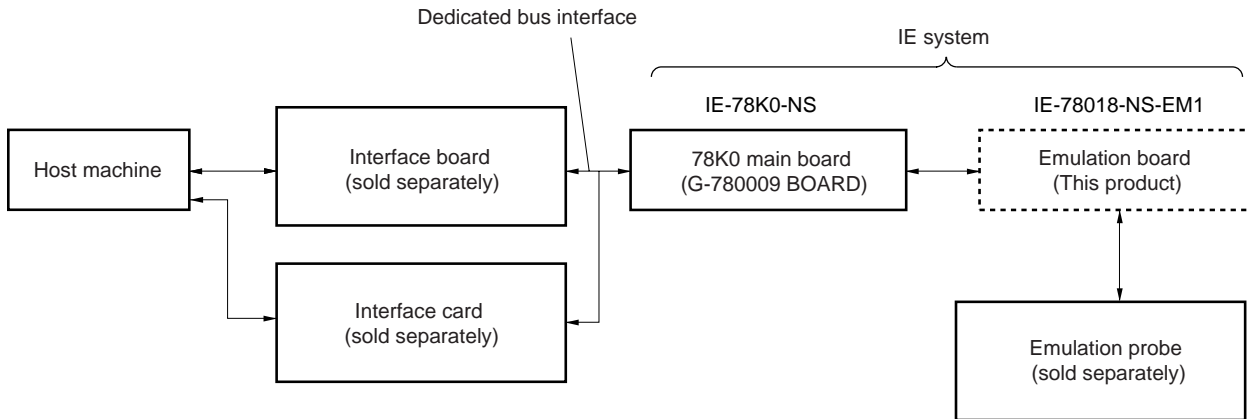 Dedicated bus interface
IE system
IE-78K0-NS
IE-78018-NS-EM1
Host machine
Interface board
(sold separately)
78K0 main board
(G-780009 BOARD)
Emulation board
(This product)
Interface card
(sold separately)
Emulation probe
(sold separately)